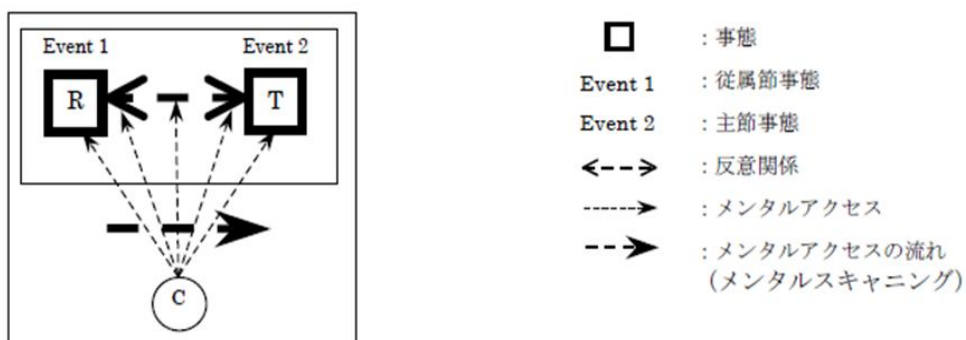 Event 1 Event 2
R T
C
: 事態
Event 1 : 従属節事態
Event 2 : 主節事態
: 反意関係
: メンタルアクセス
: メンタルアクセスの流れ
(メンタルスキャニング)